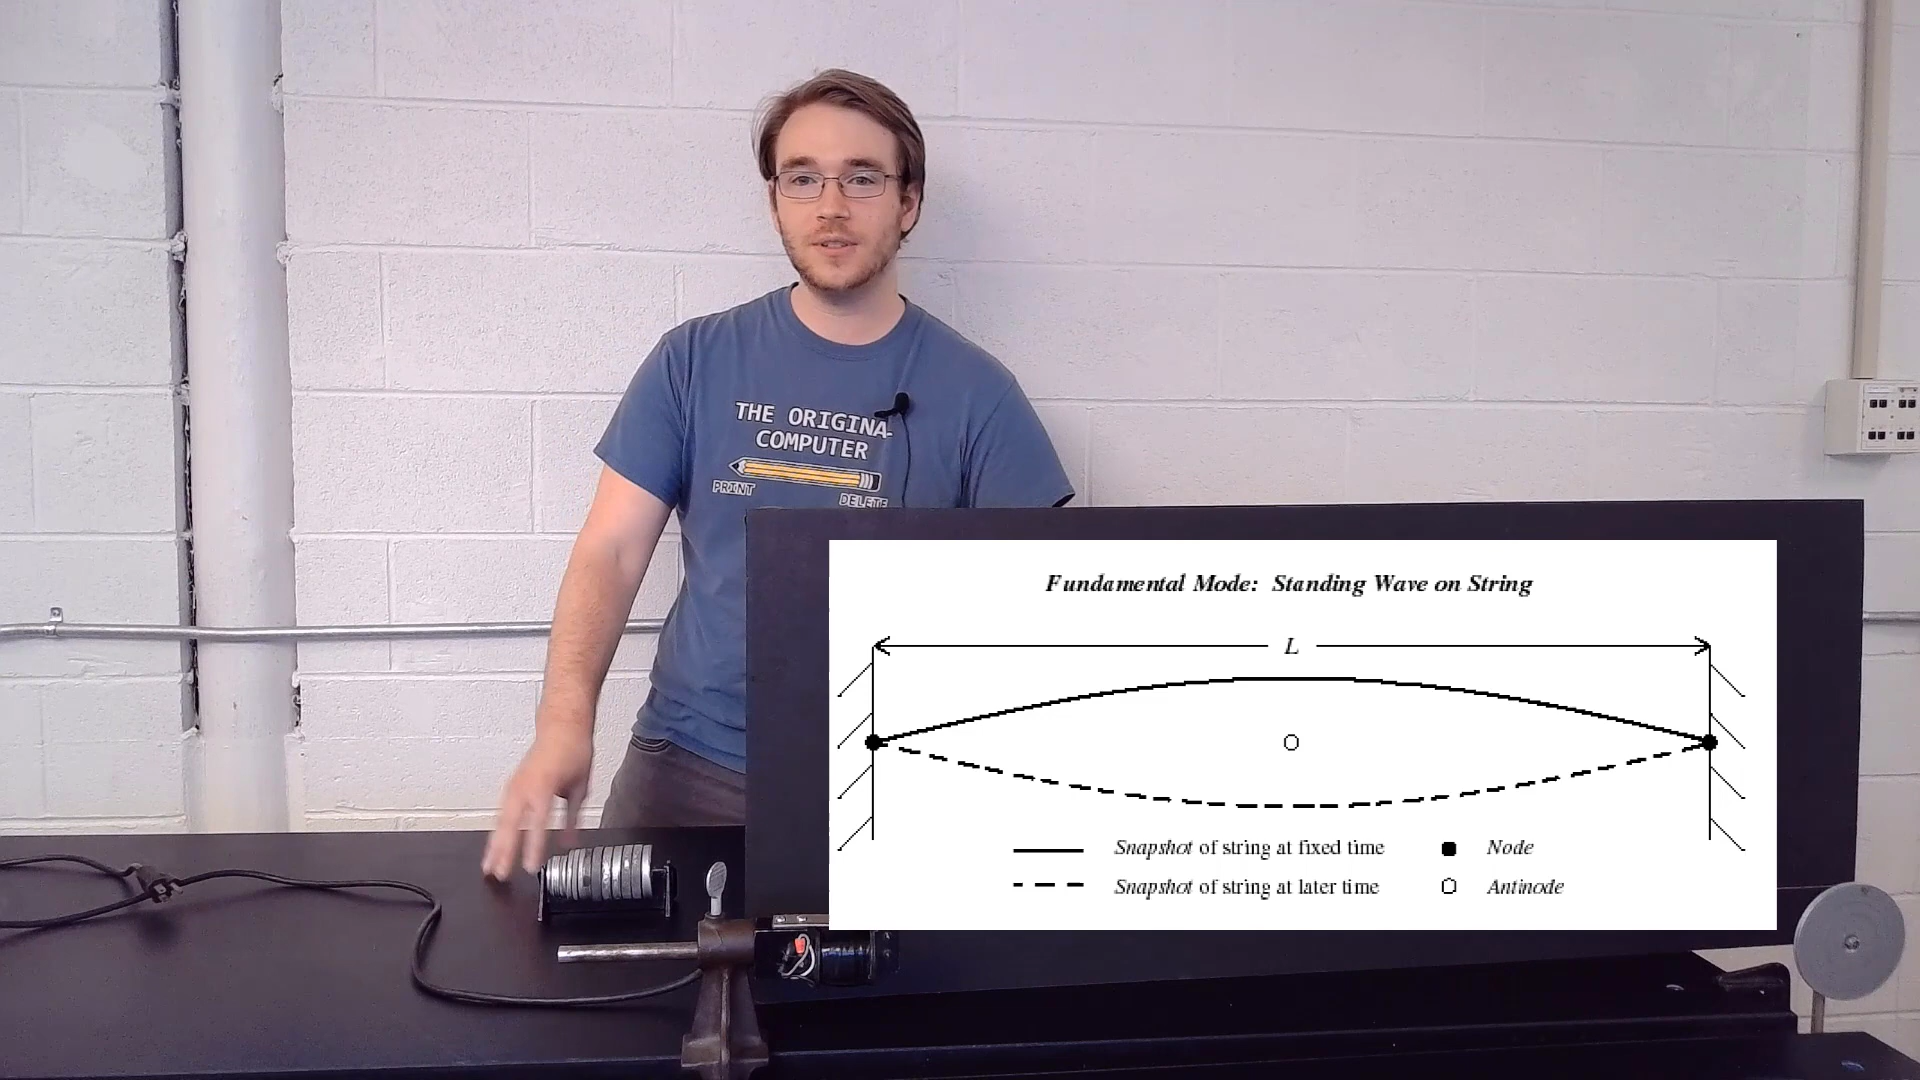 THE ORIGINA
COMPUTER
PRINT
DELETE
Fundamental Mode: Standing Wave on String
L
Snapshot of string at fixed time
Node
Snapshot of string at later time
Antinode